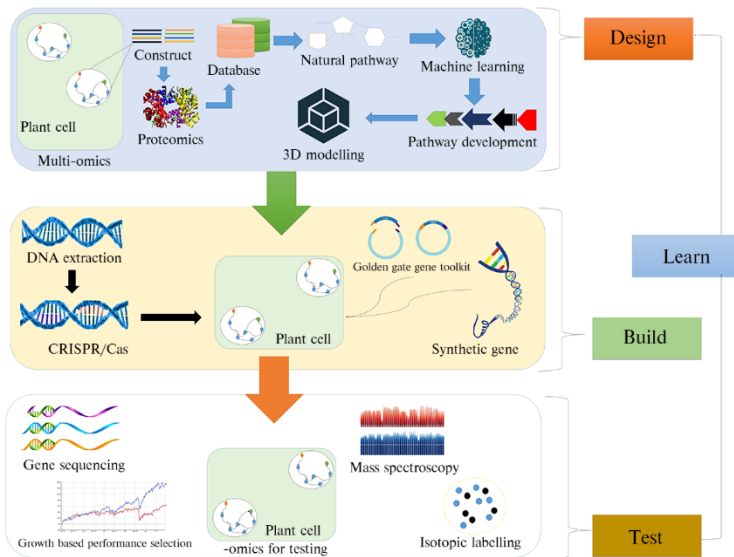 Design
Construct
Database
Natural pathway
Machine learning
Plant cell
Proteomics
3D modelling
Pathway development
Multi-omics
DNA extraction
Golden gate gene toolkit
Learn
CRISPR/Cas
Plant cell
Synthetic gene
Build
Gene sequencing
Mass spectroscopy
Growth based performance selection
Plant cell
-omics for testing
Isotopic labelling
Test